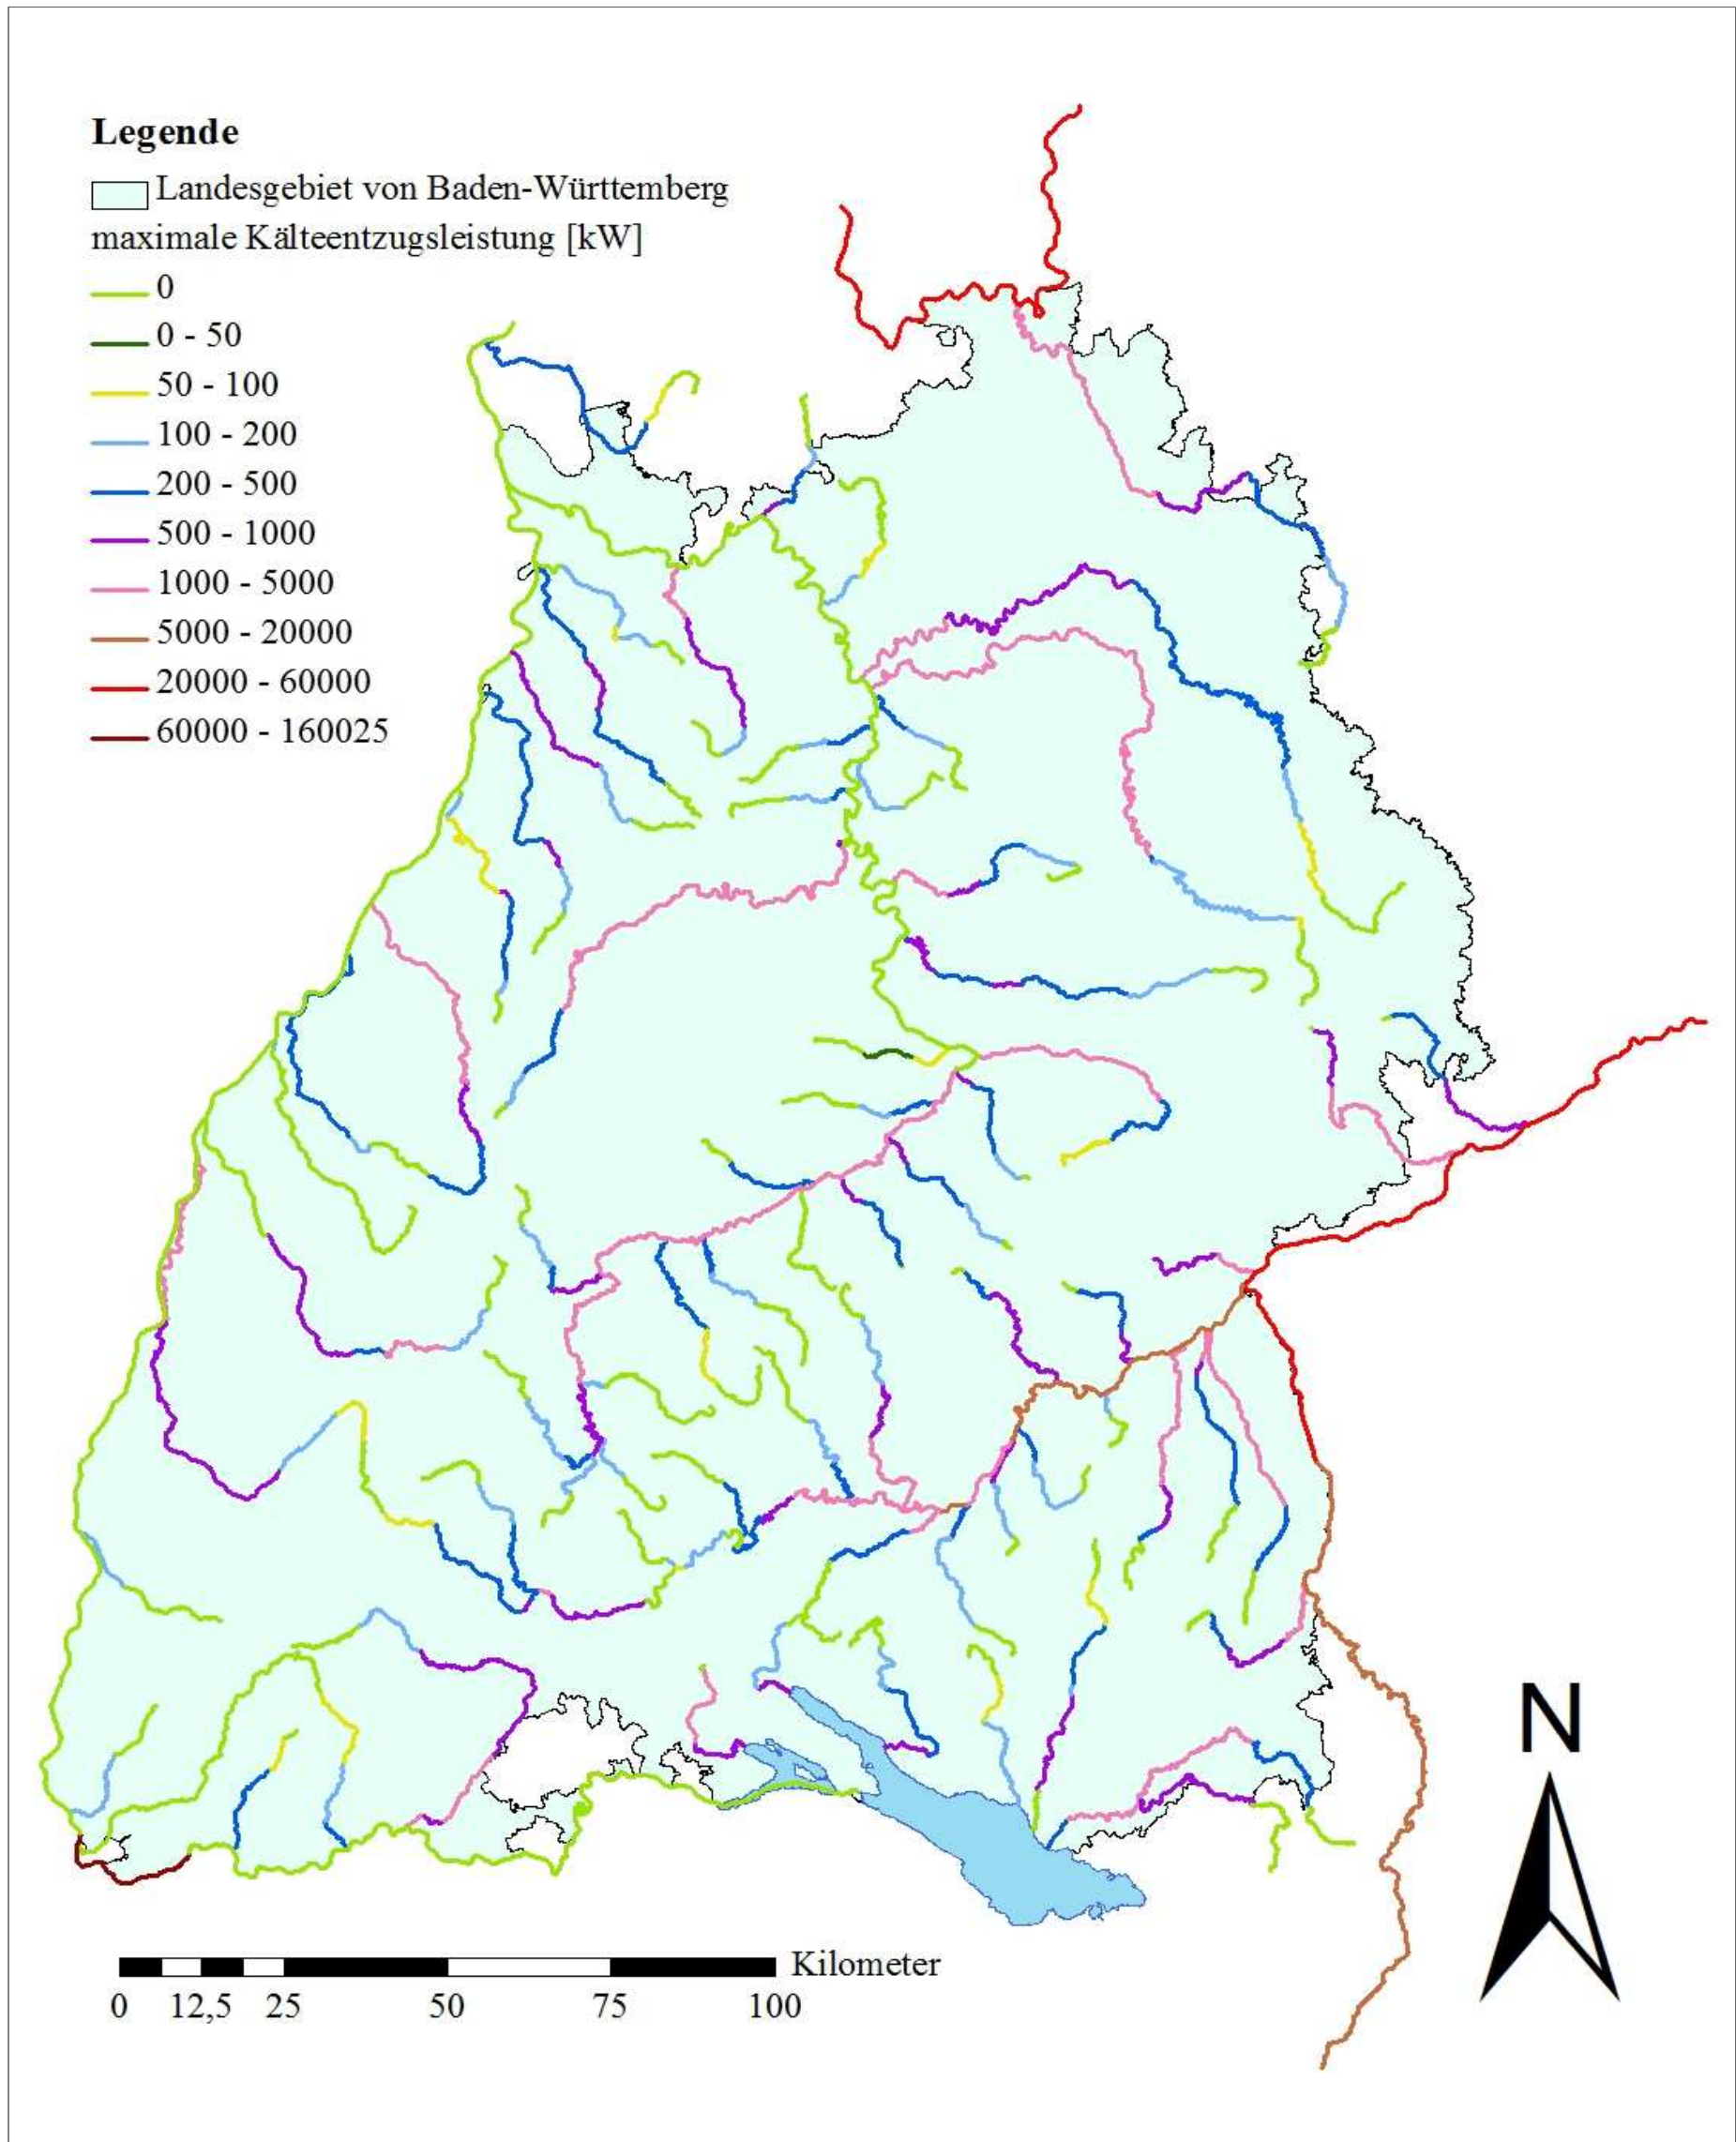 Legende
Landesgebiet von Baden-Württemberg
maximale Kälteentzugsleistung [kW]
0
0 - 50
50 - 100
100 - 200
200 - 500
500 - 1000
1000 - 5000
5000 - 20000
20000 - 60000
60000 - 160025
N
Kilometer
0 12,5 25 50 75 100